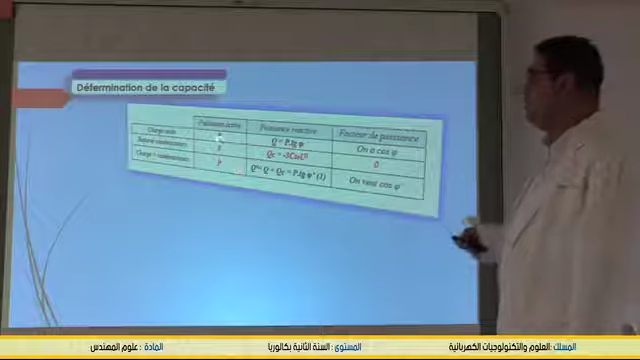 Détermination de la capacité
Puissance active Puissance réactive Facteur de puissance
Charge seule P Q = P.tg φ On a cos φ
Batterie condensateurs Qc = -3CωU² 0
Charge + condensateurs P Q'= Q + Qc = P.tg φ' (1) On veut cos φ'
المسلك :العلوم والتكنولوجيات الكهربائية
المستوى : السنة الثانية بكالوريا
المادة : علوم المهندس